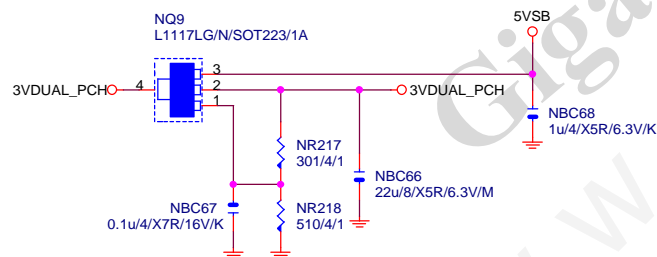 NQ9
L1117LG/N/SOT223/1A
5VSB
3VDUAL_PCH
4
3
2
1
3VDUAL_PCH
NBC68
1u/4/X5R/6.3V/K
NR217
301/4/1
NBC66
22u/8/X5R/6.3V/M
NBC67
0.1u/4/X7R/16V/K
NR218
510/4/1
Giga
W